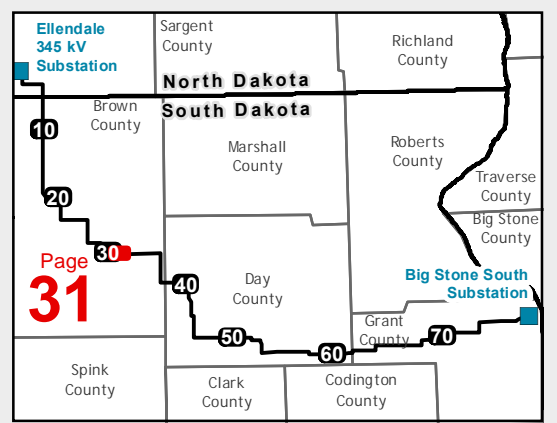 Ellendale
345 kV
Substation
Sargent
County
Richland
County
North Dakota
South Dakota
Brown
County
10
Marshall
County
Roberts
County
Traverse
County
20
Big Stone
County
30
Page
31
40
Day
County
Big Stone South
Substation
Grant
County
50
60
70
Spink
County
Clark
County
Codington
County